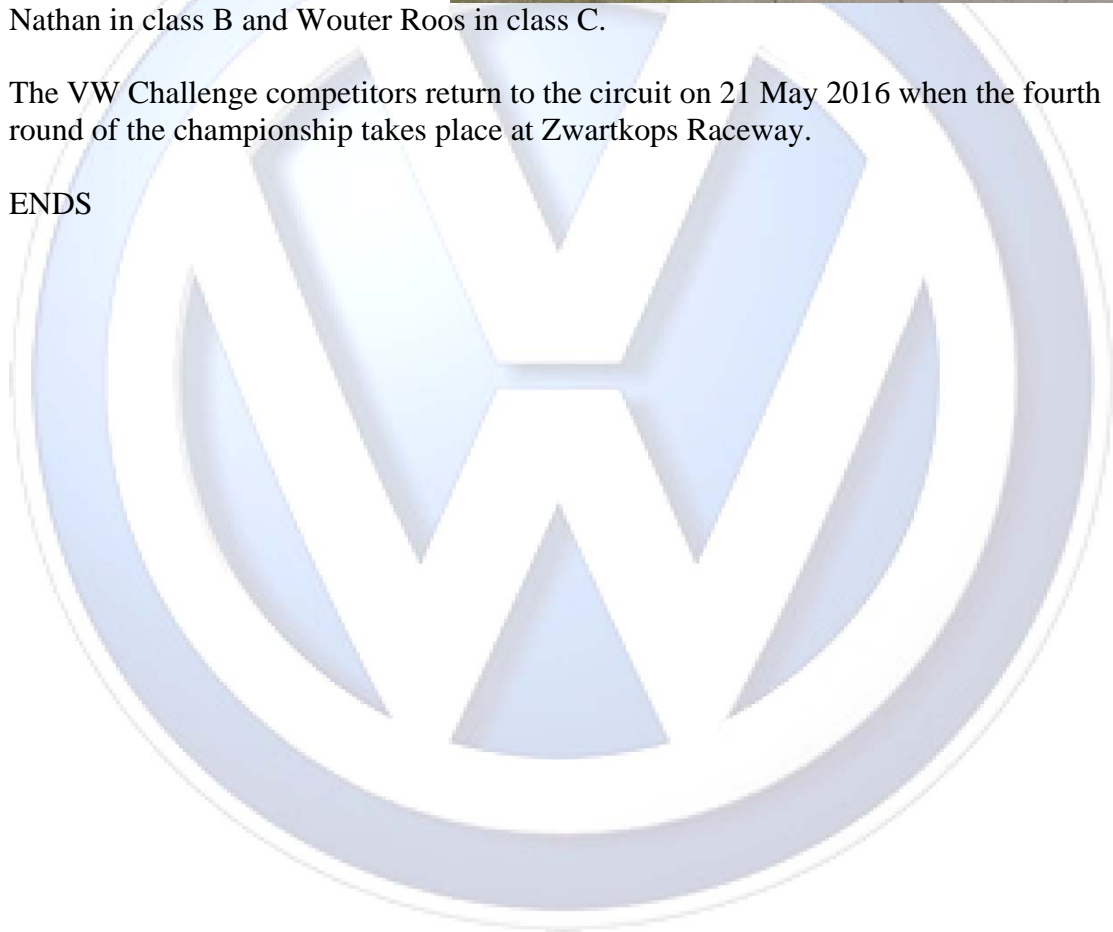 Nathan in class B and Wouter Roos in class C.
The VW Challenge competitors return to the circuit on 21 May 2016 when the fourth
round of the championship takes place at Zwartkops Raceway.
ENDS